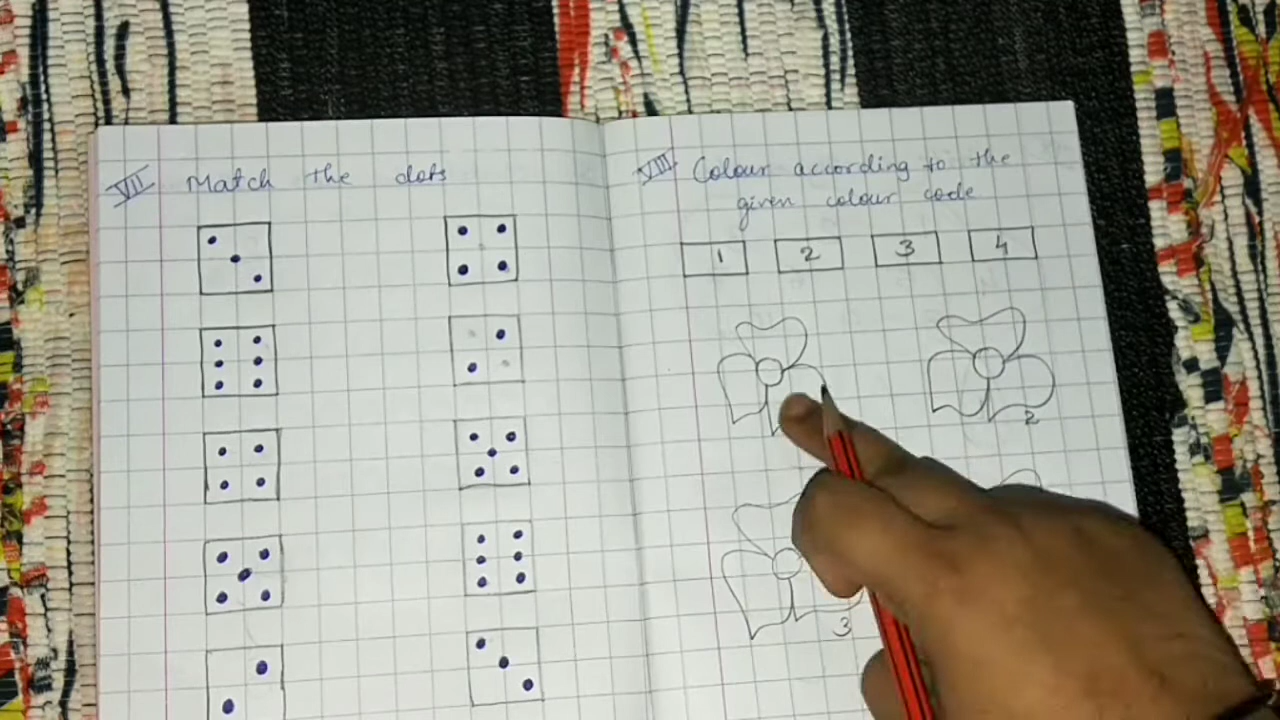 VII Match the dots
VIII Colour according to the
given colour code
1 2 3 4
2
3